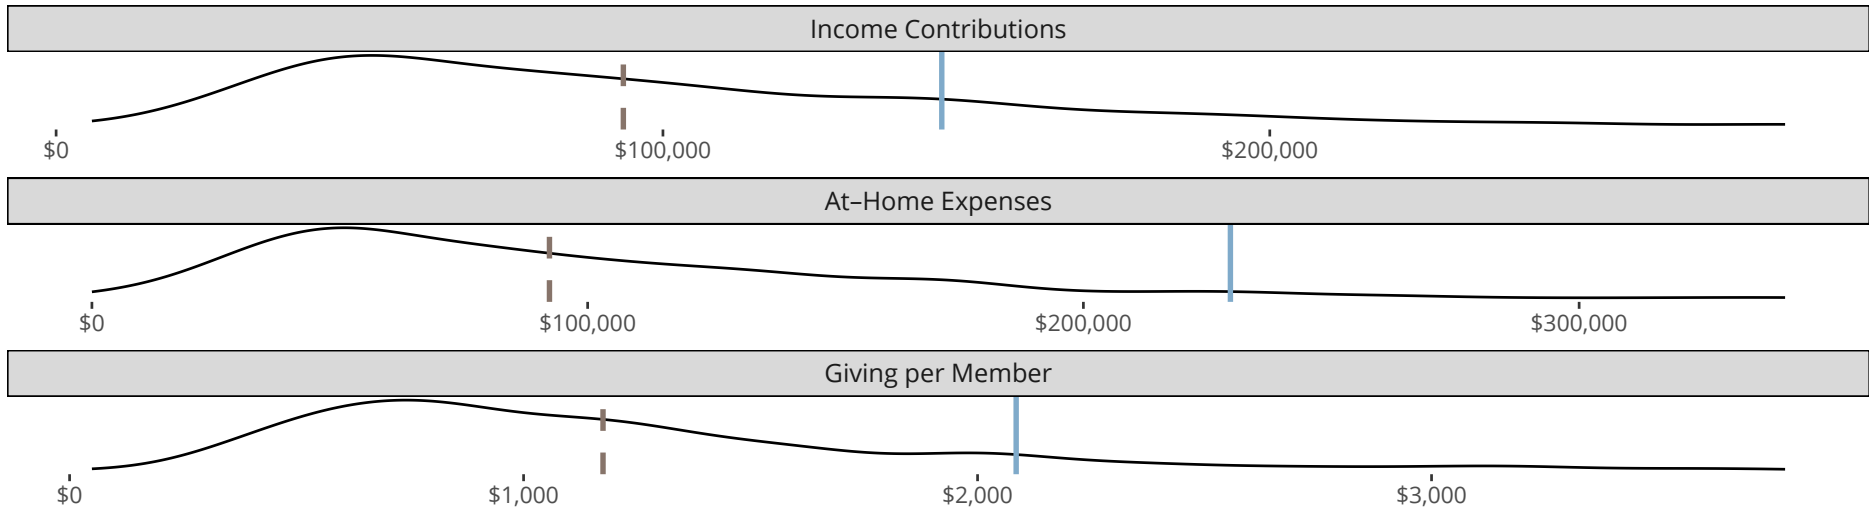 Income Contributions
$0 $100,000 $200,000
At–Home Expenses
$0 $100,000 $200,000 $300,000
Giving per Member
$0 $1,000 $2,000 $3,000